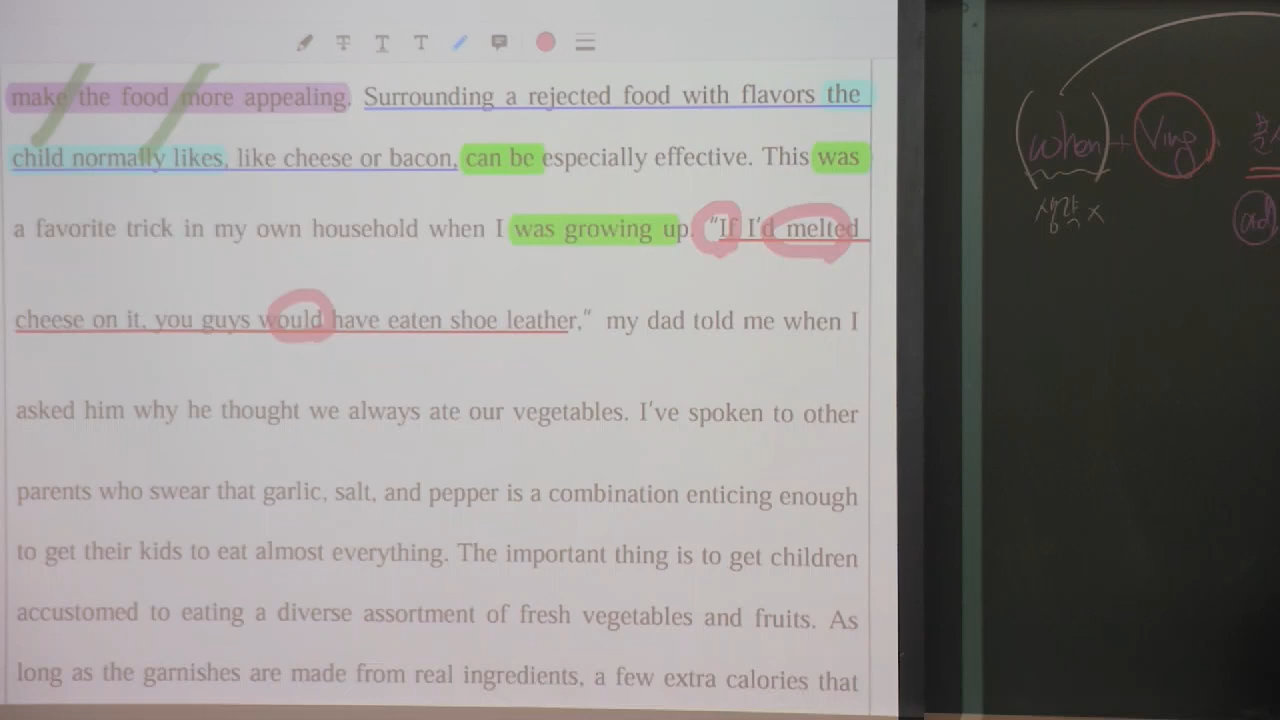 make the food more appealing. Surrounding a rejected food with flavors the
child normally likes, like cheese or bacon, can be especially effective. This was
a favorite trick in my own household when I was growing up. “If I’d melted
cheese on it, you guys would have eaten shoe leather,” my dad told me when I
asked him why he thought we always ate our vegetables. I’ve spoken to other
parents who swear that garlic, salt, and pepper is a combination enticing enough
to get their kids to eat almost everything. The important thing is to get children
accustomed to eating a diverse assortment of fresh vegetables and fruits. As
long as the garnishes are made from real ingredients, a few extra calories that
(when) + Ving
생략 x